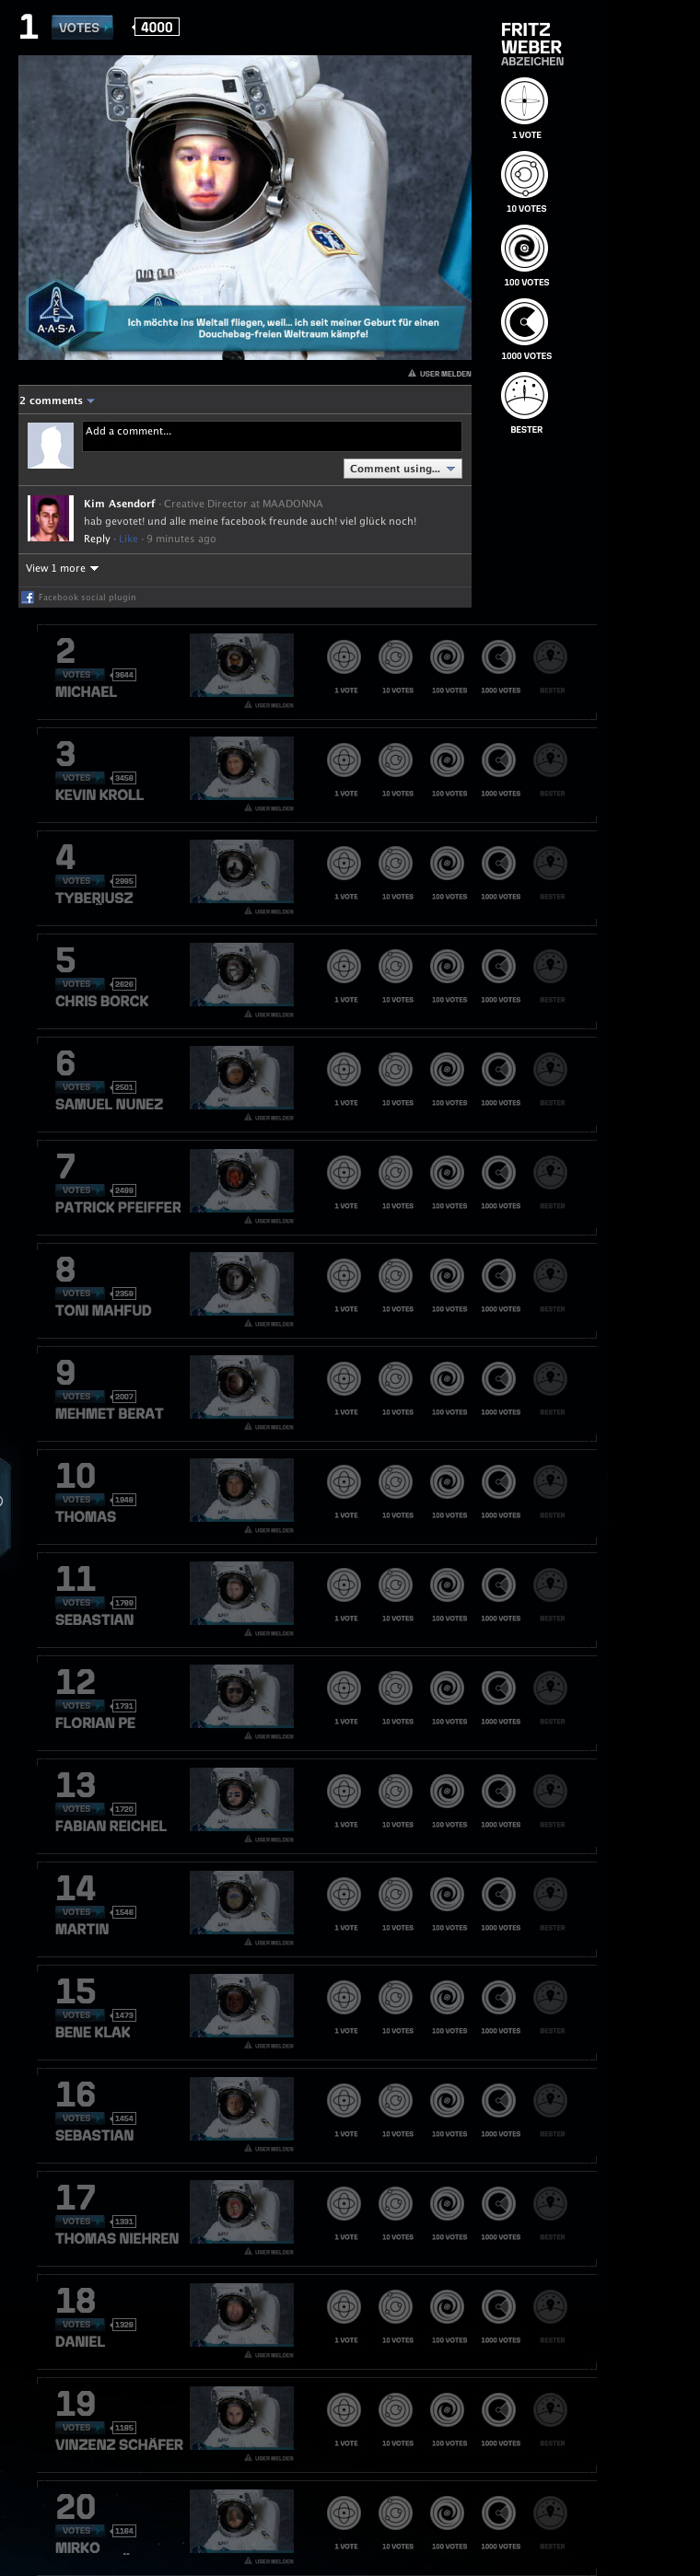 1 VOTES 4000
FRITZ
WEBER
ABZEICHEN
1 VOTE
10 VOTES
100 VOTES
1000 VOTES
BESTER
AXE
A·A·S·A
Ich möchte ins Weltall fliegen, weil... ich seit meiner Geburt für einen
Douchebag-freien Weltraum kämpfe!
USER MELDEN
2 comments
Add a comment...
Comment using...
Kim Asendorf · Creative Director at MAADONNA
hab gevotet! und alle meine facebook freunde auch! viel glück noch!
Reply · Like · 9 minutes ago
View 1 more
Facebook social plugin
2
VOTES 3644
MICHAEL
USER MELDEN
1 VOTE 10 VOTES 100 VOTES 1000 VOTES BESTER
3
VOTES 3458
KEVIN KROLL
USER MELDEN
1 VOTE 10 VOTES 100 VOTES 1000 VOTES BESTER
4
VOTES
TYBERIUSZ
USER MELDEN
1 VOTE 10 VOTES 100 VOTES 1000 VOTES BESTER
5
VOTES 2626
CHRIS BORCK
USER MELDEN
1 VOTE 10 VOTES 100 VOTES 1000 VOTES BESTER
6
VOTES 2501
SAMUEL NUNEZ
USER MELDEN
1 VOTE 10 VOTES 100 VOTES 1000 VOTES BESTER
7
VOTES
PATRICK PFEIFFER
USER MELDEN
1 VOTE 10 VOTES 100 VOTES 1000 VOTES BESTER
8
VOTES 2359
TONI MAHFUD
USER MELDEN
1 VOTE 10 VOTES 100 VOTES 1000 VOTES BESTER
9
VOTES 2007
MEHMET BERAT
USER MELDEN
1 VOTE 10 VOTES 100 VOTES 1000 VOTES BESTER
10
VOTES 1948
THOMAS
USER MELDEN
1 VOTE 10 VOTES 100 VOTES 1000 VOTES BESTER
11
VOTES
SEBASTIAN
USER MELDEN
1 VOTE 10 VOTES 100 VOTES 1000 VOTES BESTER
12
VOTES 1731
FLORIAN PE
USER MELDEN
1 VOTE 10 VOTES 100 VOTES 1000 VOTES BESTER
13
VOTES 1720
FABIAN REICHEL
USER MELDEN
1 VOTE 10 VOTES 100 VOTES 1000 VOTES BESTER
14
VOTES 1546
MARTIN
USER MELDEN
1 VOTE 10 VOTES 100 VOTES 1000 VOTES BESTER
15
VOTES 1473
BENE KLAK
USER MELDEN
1 VOTE 10 VOTES 100 VOTES 1000 VOTES BESTER
16
VOTES 1454
SEBASTIAN
USER MELDEN
1 VOTE 10 VOTES 100 VOTES 1000 VOTES BESTER
17
VOTES 1331
THOMAS NIEHREN
USER MELDEN
1 VOTE 10 VOTES 100 VOTES 1000 VOTES BESTER
18
VOTES
DANIEL
USER MELDEN
1 VOTE 10 VOTES 100 VOTES 1000 VOTES BESTER
19
VOTES
VINZENZ SCHÄFER
USER MELDEN
1 VOTE 10 VOTES 100 VOTES 1000 VOTES BESTER
20
VOTES
MIRKO
USER MELDEN
1 VOTE 10 VOTES 100 VOTES 1000 VOTES BESTER